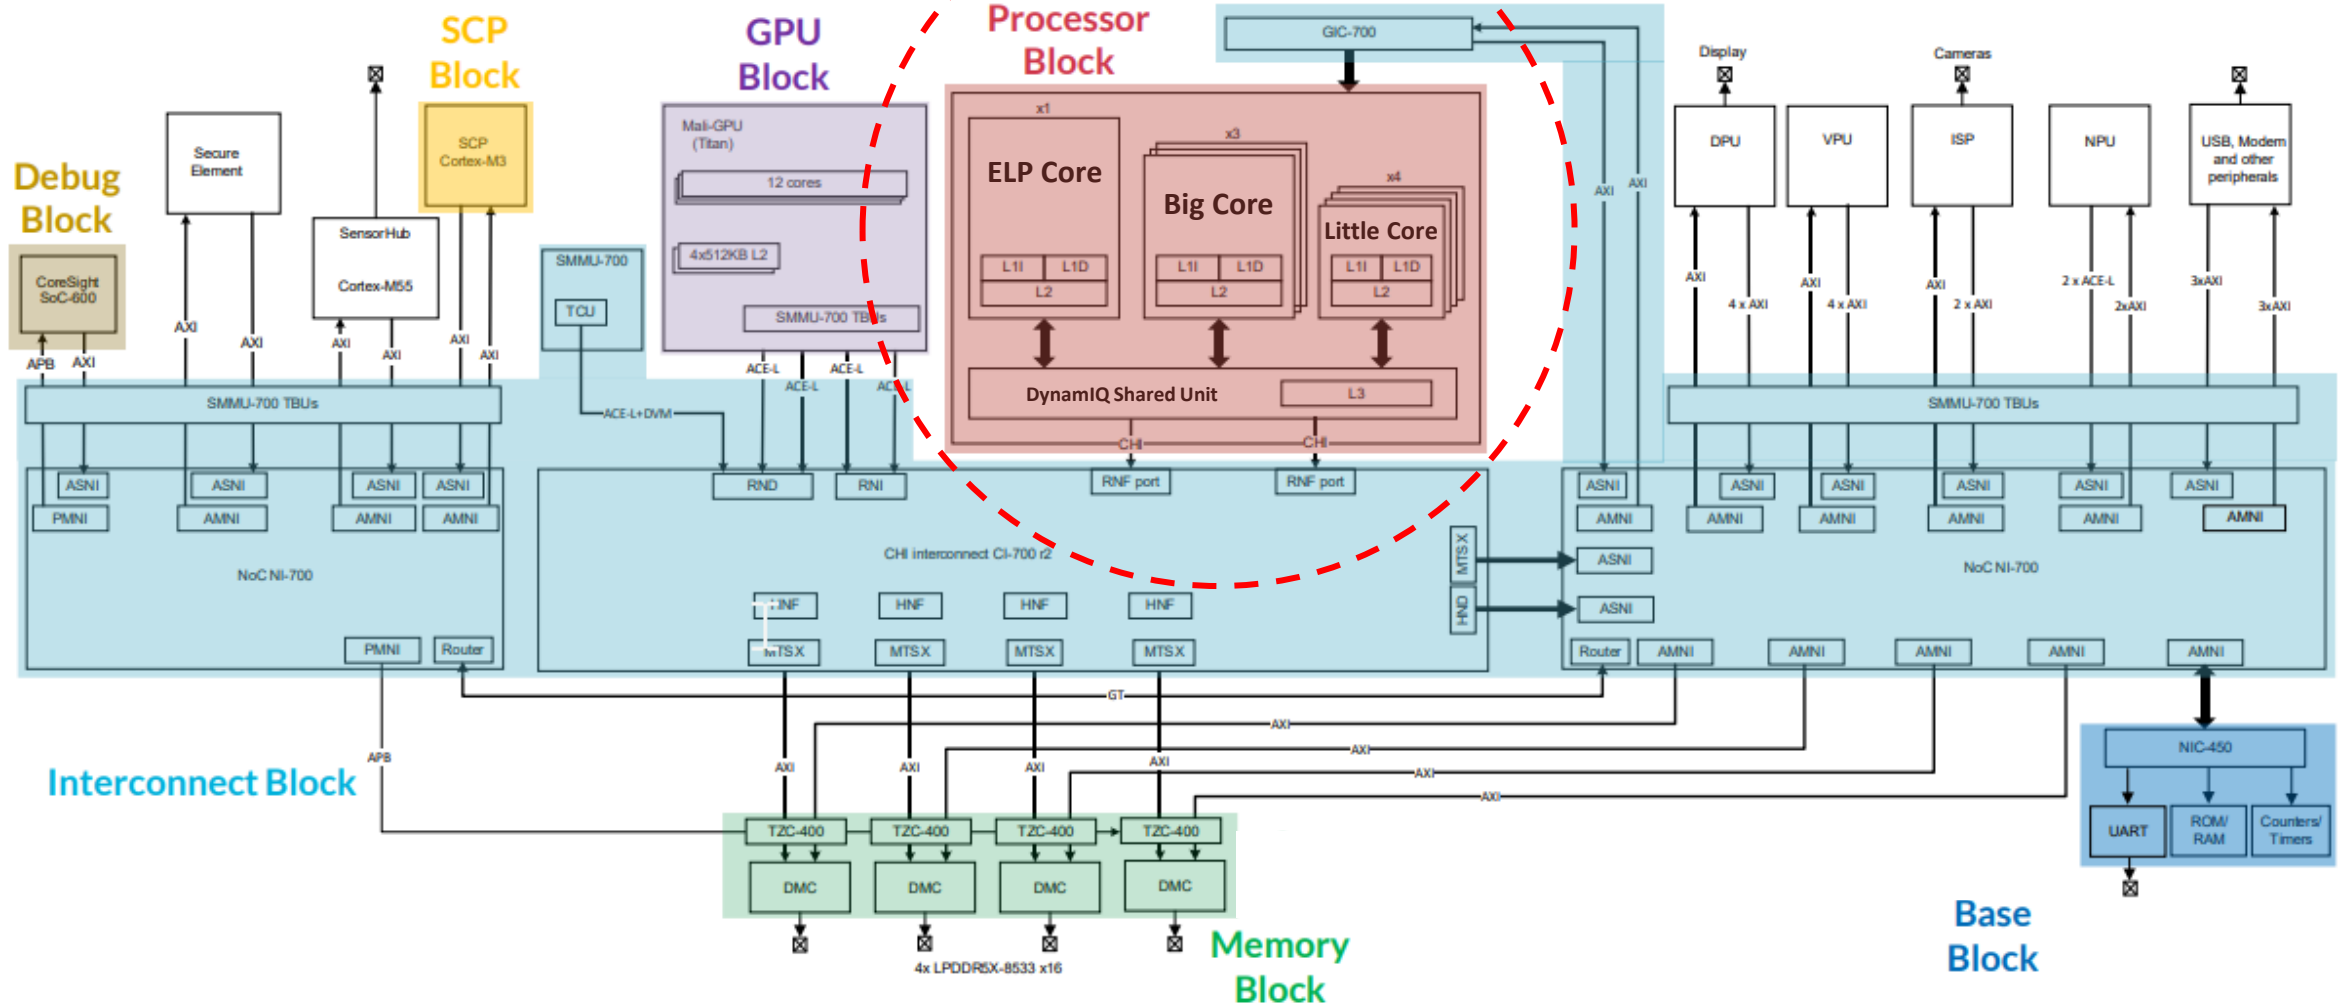 SCP
Block
GPU
Block
Processor
Block
GIC-700
Display
Cameras
Debug
Block
Secure
Element
SCP
Cortex-M3
SensorHub
Cortex-M55
CoreSight
SoC-600
SMMU-700
TCU
Mali-GPU
(Titan)
12 cores
4x512KB L2
SMMU-700 TBUs
x1
ELP Core
L1I
L1D
L2
x3
Big Core
L1I
L1D
L2
x4
Little Core
L1I
L1D
L2
DynamIQ Shared Unit
L3
CHI
CHI
AXI
AXI
DPU
VPU
ISP
NPU
USB, Modem
and other
peripherals
APB
AXI
AXI
AXI
AXI
AXI
AXI
AXI
ACE-L+DVM
ACE-L
ACE-L
ACE-L
ACE-L
AXI
4 x AXI
AXI
4 x AXI
AXI
2 x AXI
2 x ACE-L
2xAXI
3xAXI
3xAXI
SMMU-700 TBUs
SMMU-700 TBUs
ASNI
ASNI
ASNI
ASNI
PMNI
AMNI
AMNI
AMNI
NoC NI-700
PMNI
Router
RND
RNI
RNF port
RNF port
CHI interconnect CI-700 r2
MTSX
HND
HNF
HNF
HNF
HNF
MTSX
MTSX
MTSX
MTSX
ASNI
ASNI
ASNI
ASNI
ASNI
ASNI
AMNI
AMNI
AMNI
AMNI
AMNI
AMNI
ASNI
ASNI
NoC NI-700
Router
AMNI
AMNI
AMNI
AMNI
AMNI
GT
AXI
AXI
AXI
AXI
APB
AXI
AXI
AXI
AXI
Interconnect Block
TZC-400
TZC-400
TZC-400
TZC-400
DMC
DMC
DMC
DMC
4x LPDDR5X-8533 x16
Memory
Block
NIC-450
UART
ROM/
RAM
Counters/
Timers
Base
Block